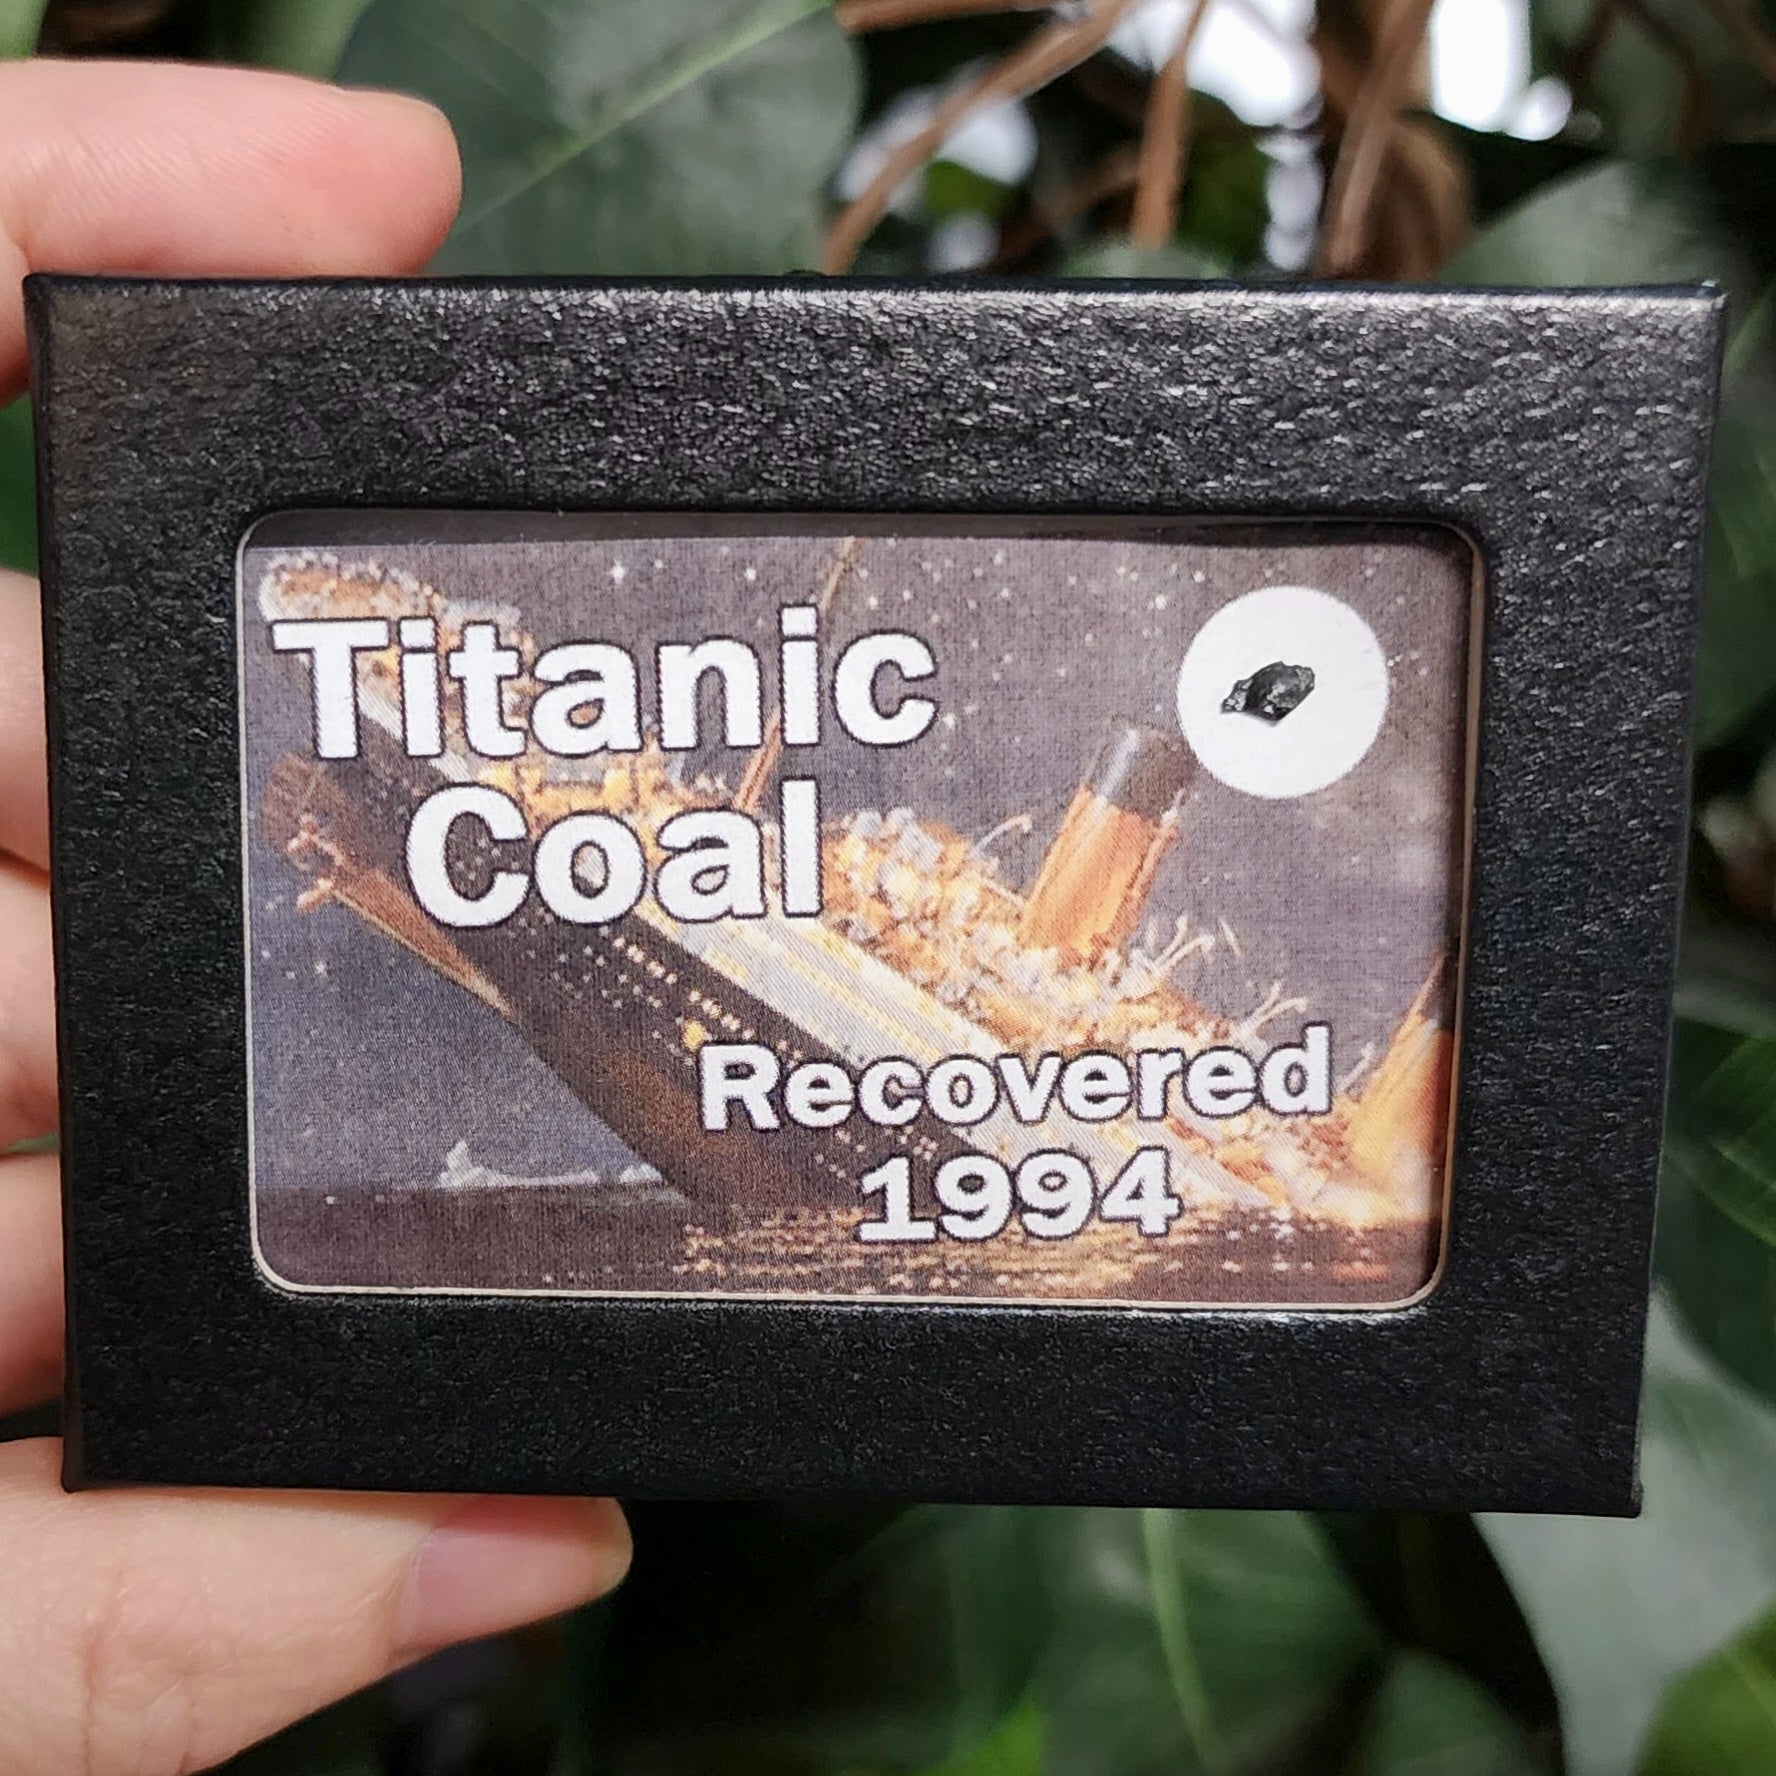 Titanic
Coal
Recovered
1994